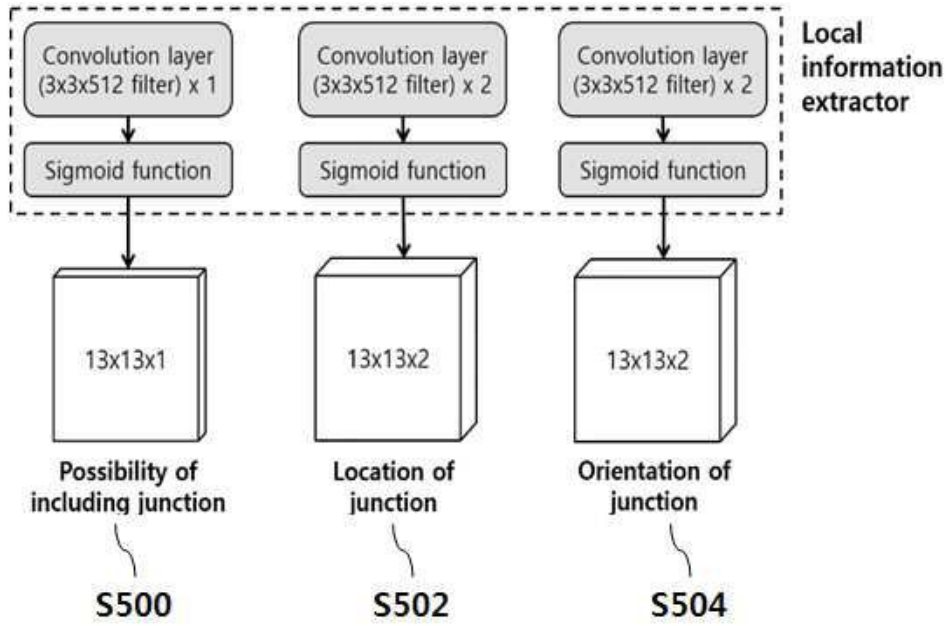 Convolution layer
(3x3x512 filter) x 1
Convolution layer
(3x3x512 filter) x 2
Convolution layer
(3x3x512 filter) x 2
Local
information
extractor
Sigmoid function
Sigmoid function
Sigmoid function
13x13x1
13x13x2
13x13x2
Possibility of
including junction
Location of
junction
Orientation of
junction
S500
S502
S504